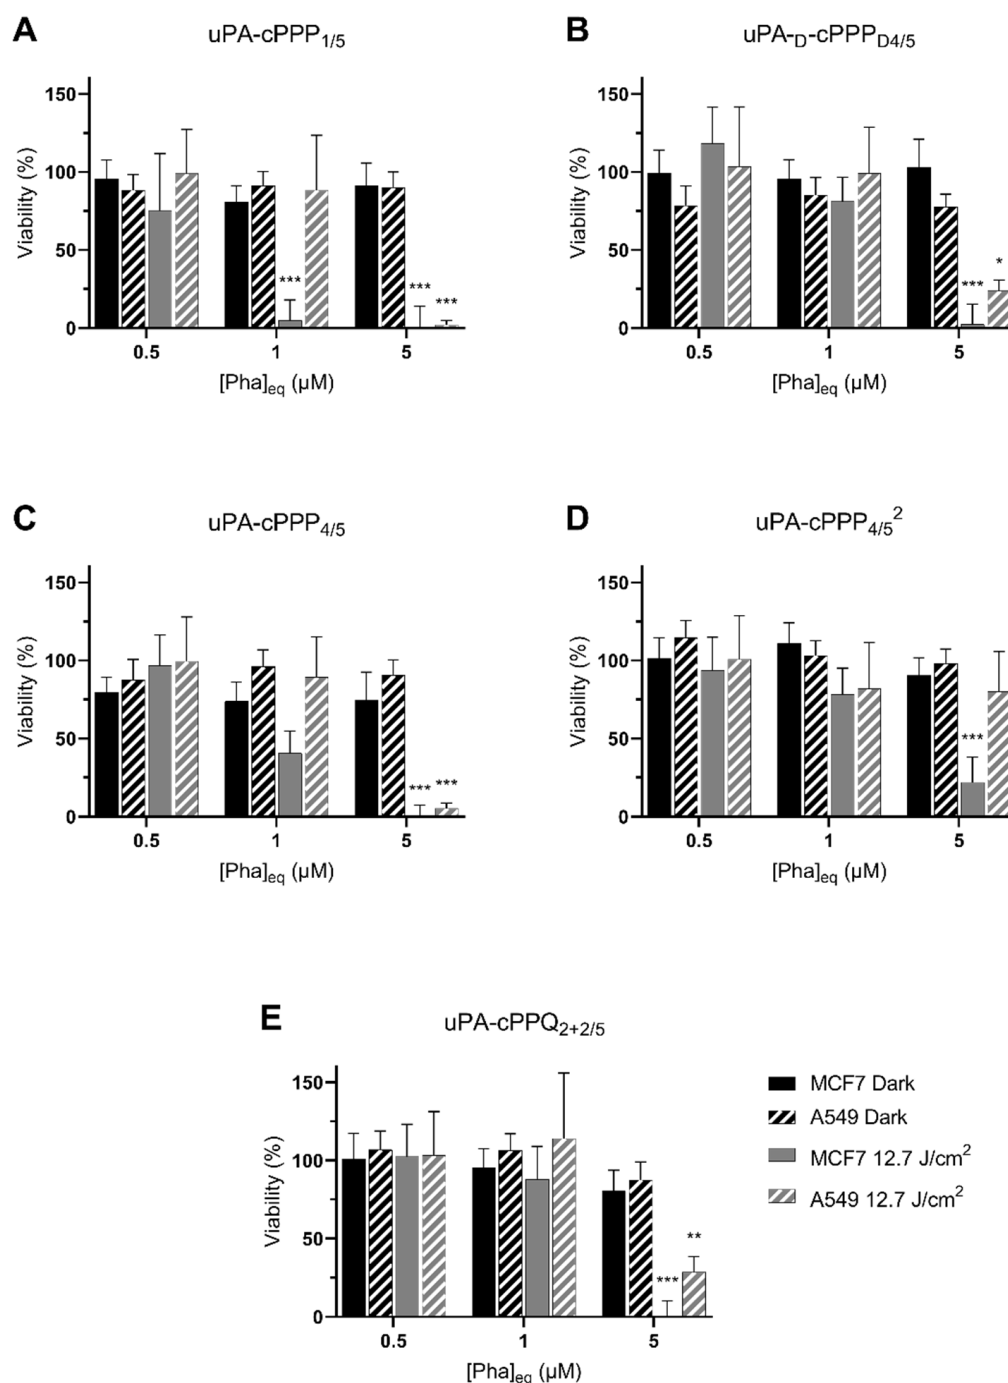 A
uPA-cPPP1/5
Viability (%)
150
100
50
0
***
***
***
0.5
1
5
[Pha]eq (µM)
B
uPA-D-cPPPD4/5
Viability (%)
150
100
50
0
***
*
0.5
1
5
[Pha]eq (µM)
C
uPA-cPPP4/5
Viability (%)
150
100
50
0
***
***
0.5
1
5
[Pha]eq (µM)
D
uPA-cPPP4/5²
Viability (%)
150
100
50
0
***
0.5
1
5
[Pha]eq (µM)
E
uPA-cPPQ2+2/5
Viability (%)
150
100
50
0
***
**
0.5
1
5
[Pha]eq (µM)
MCF7 Dark
A549 Dark
MCF7 12.7 J/cm²
A549 12.7 J/cm²